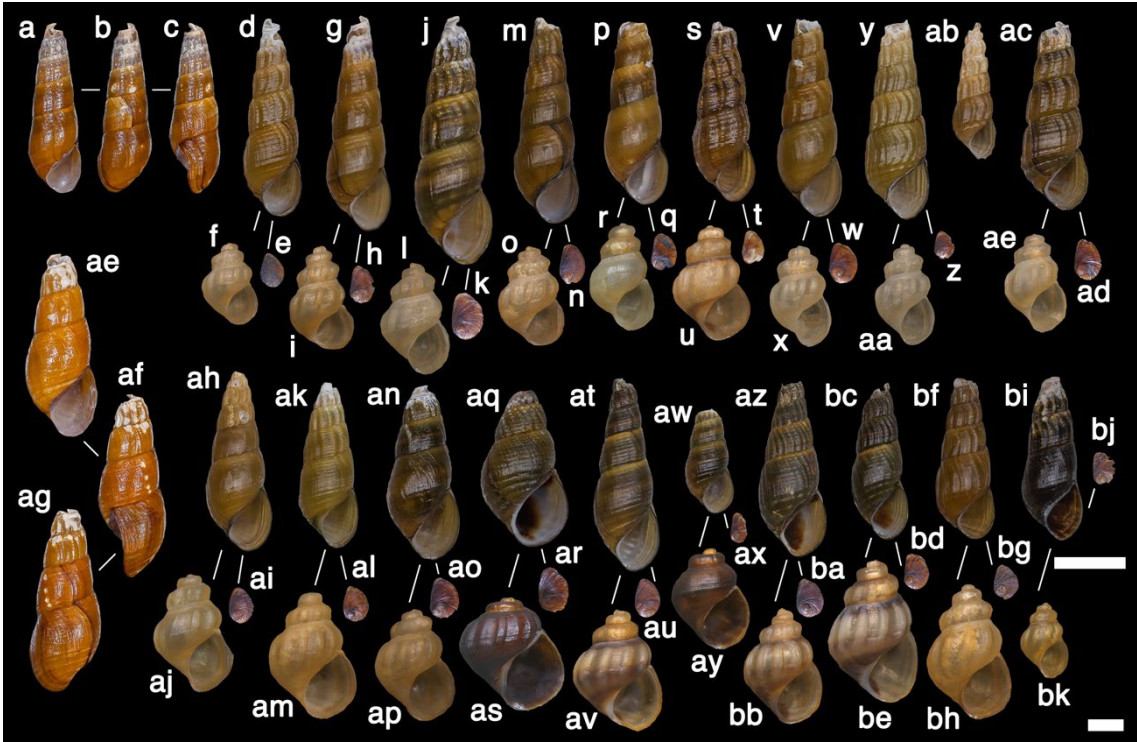 a b c d g j m p s v y ab ac
f e h l k o n r q t w z ae ad
i u x aa
ae af ah ak an aq at aw az bc bf bi bj
ag ai al ao ar au ax ba bd bg
aj am ap as av ay bb be bh bk